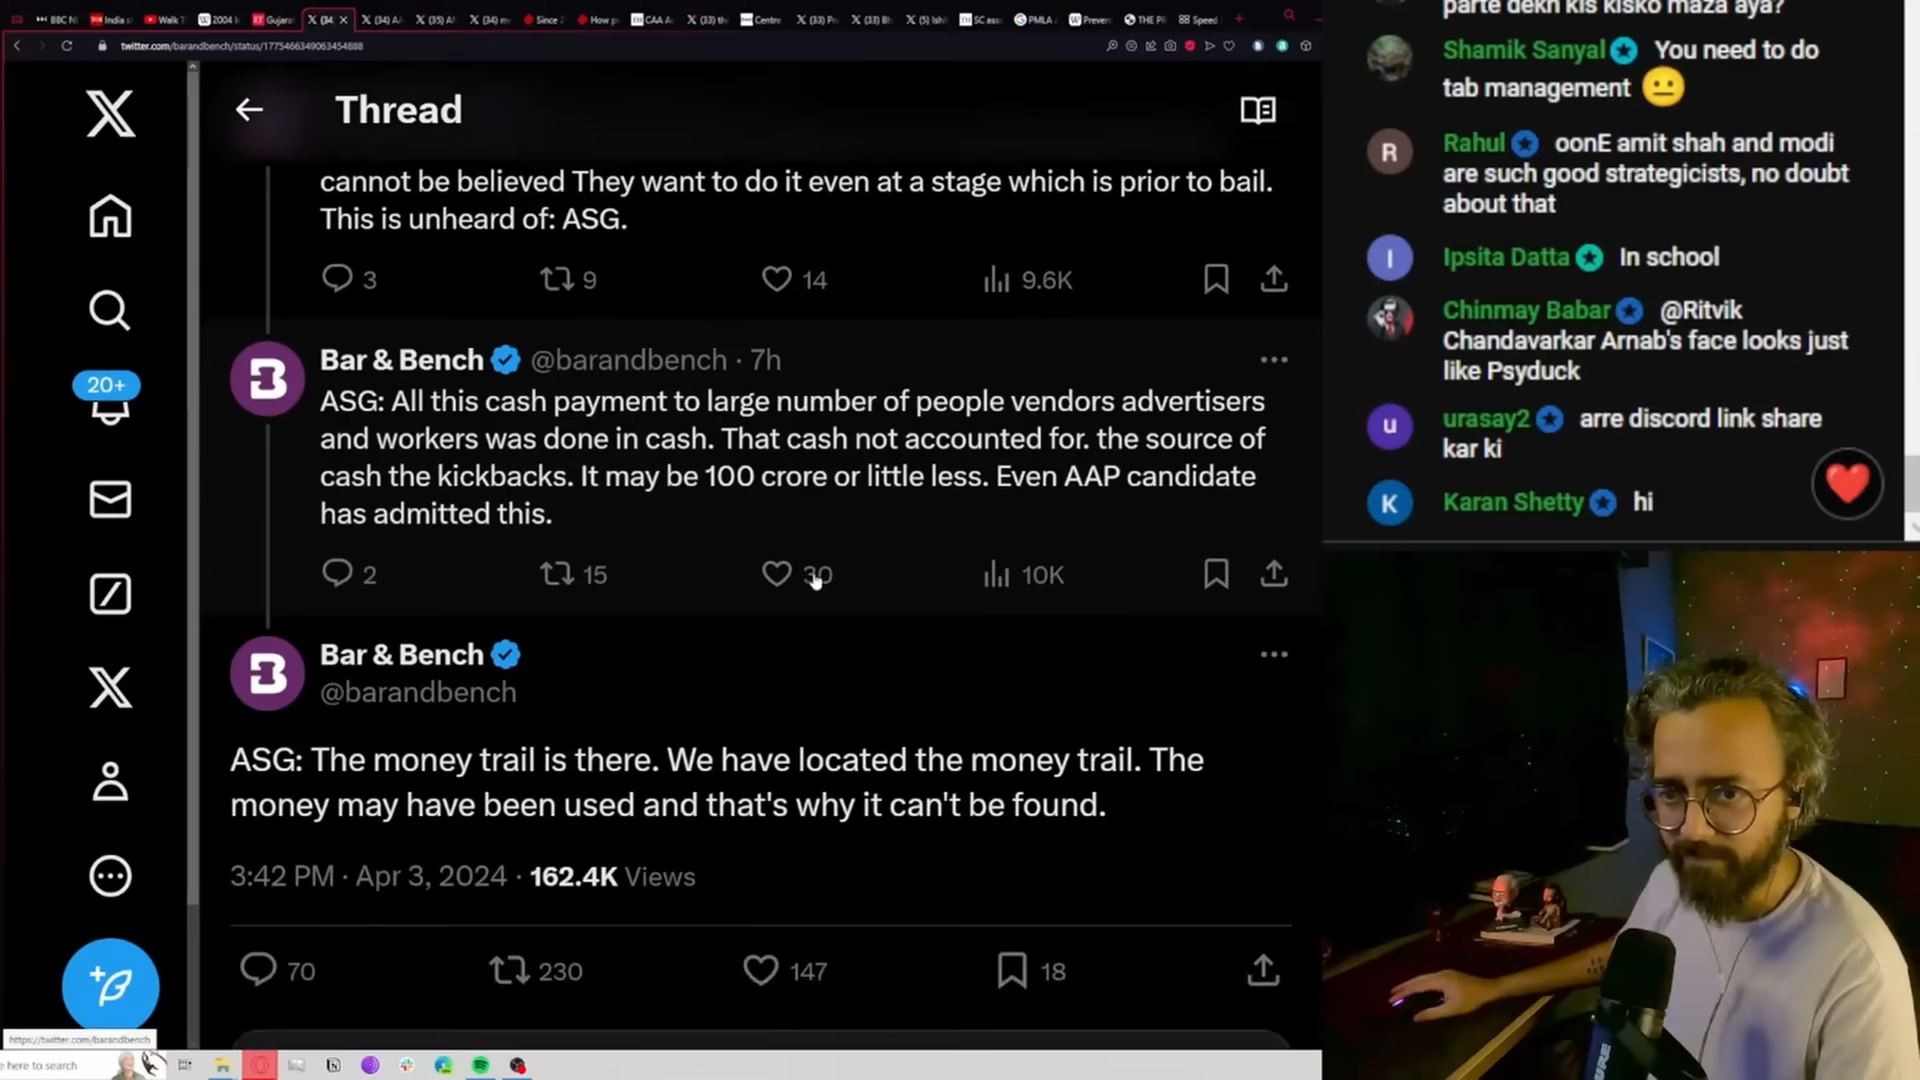 BBC N
India s
Walk T
2004 I
Gujara
(34
(34) A
(35) A
(34) m
Since
How p
CAA A
(33) th
Centre
(33) P
(33) B
(5) Ish
SC ass
PMLA
Preven
THE P
Speed
twitter.com/barandbench/status/1775466349063454888
Thread
cannot be believed They want to do it even at a stage which is prior to bail.
This is unheard of: ASG.
3 9 14 9.6K
20+
Bar & Bench @barandbench · 7h
ASG: All this cash payment to large number of people vendors advertisers
and workers was done in cash. That cash not accounted for. the source of
cash the kickbacks. It may be 100 crore or little less. Even AAP candidate
has admitted this.
2 15 30 10K
Bar & Bench
@barandbench
ASG: The money trail is there. We have located the money trail. The
money may have been used and that's why it can't be found.
3:42 PM · Apr 3, 2024 · 162.4K Views
70 230 147 18
https://twitter.com/barandbench
e here to search
parte dekh kis kisko maza aya?
Shamik Sanyal You need to do
tab management
R
Rahul oonE amit shah and modi
are such good strategicists, no doubt
about that
I
Ipsita Datta In school
Chinmay Babar @Ritvik
Chandavarkar Arnab's face looks just
like Psyduck
u
urasay2 arre discord link share
kar ki
K
Karan Shetty hi